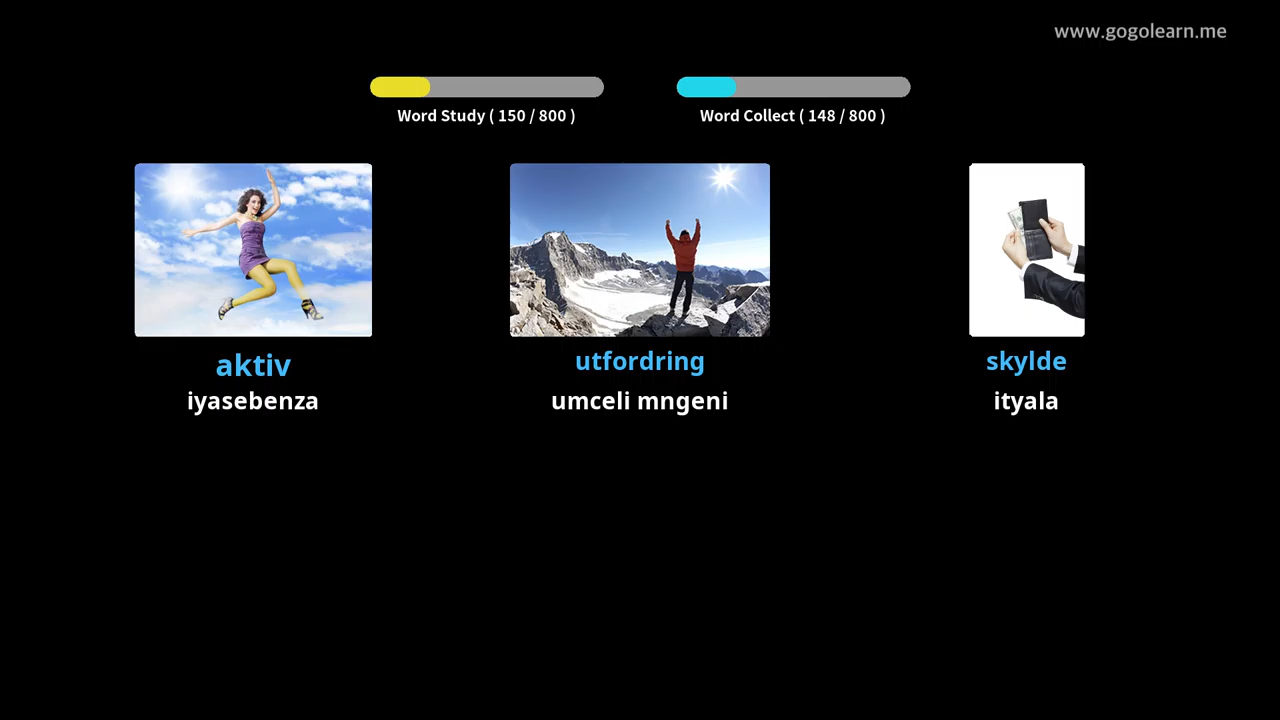 www.gogolearn.me
Word Study ( 150 / 800 )
Word Collect ( 148 / 800 )
aktiv
iyasebenza
utfordring
umceli mngeni
skylde
ityala